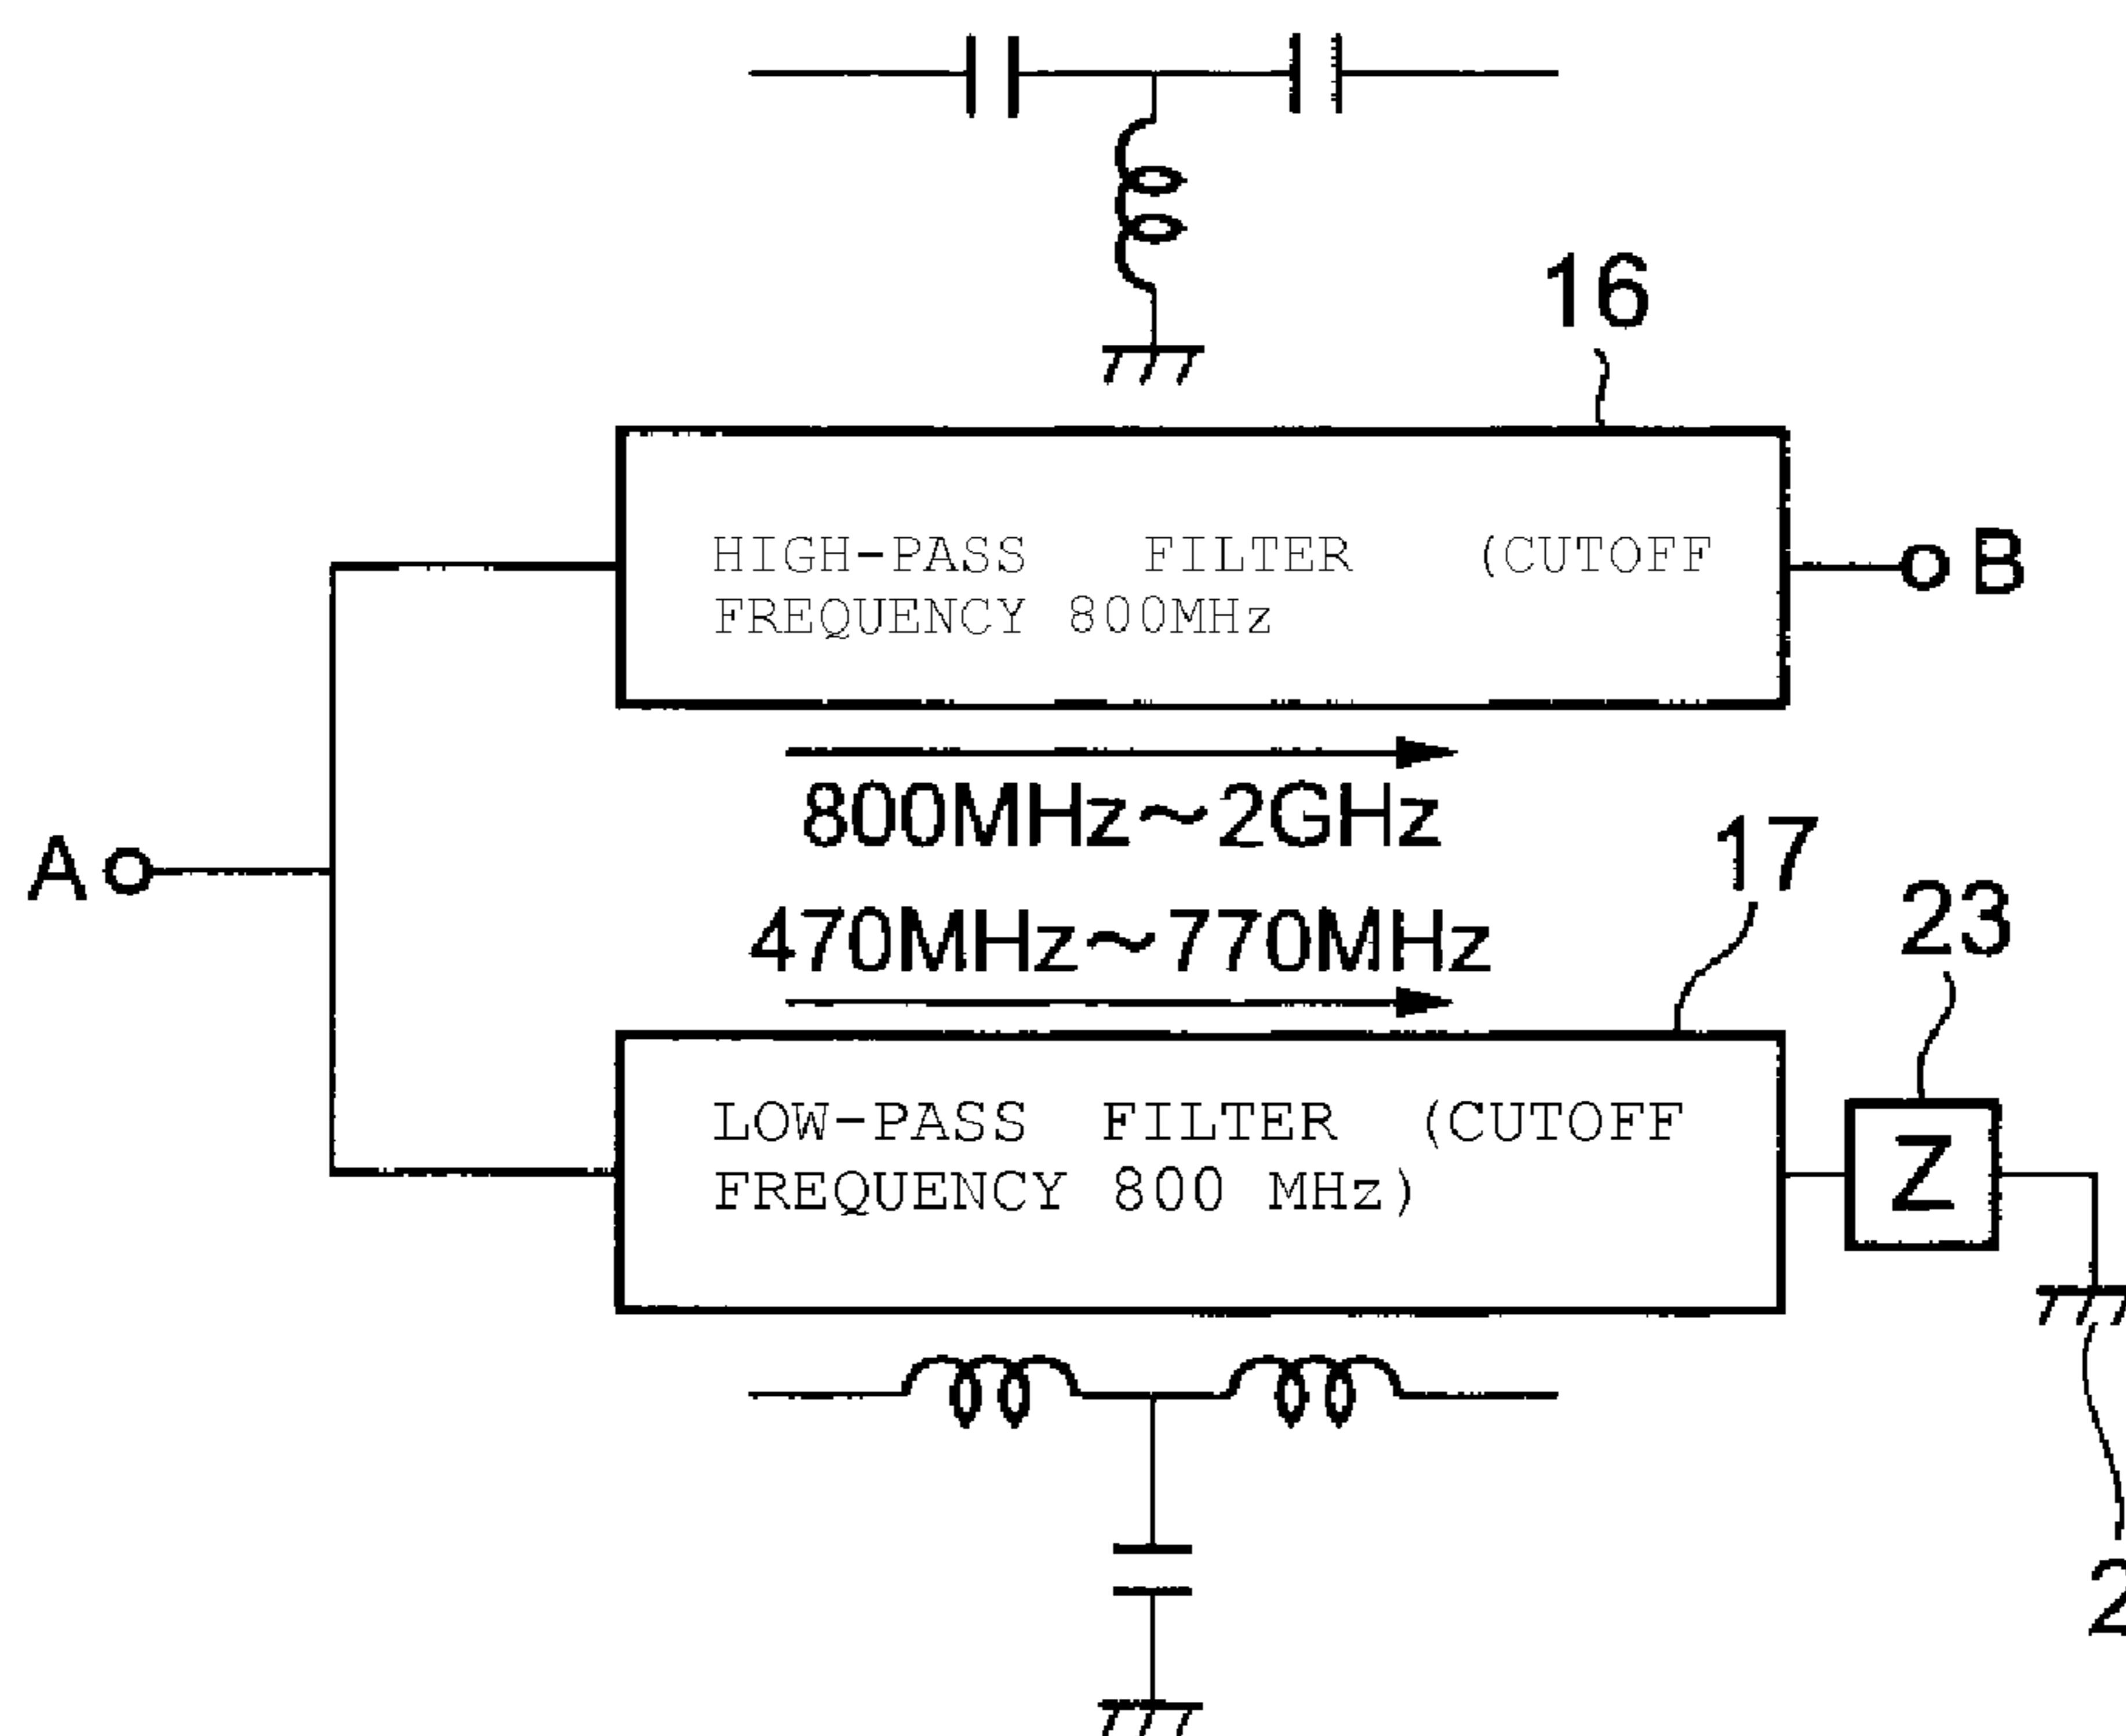 16
HIGH-PASS FILTER (CUTOFF
FREQUENCY 800MHz
B
800MHz~2GHz
A
470MHz~770MHz
17
23
LOW-PASS FILTER (CUTOFF
FREQUENCY 800 MHz)
Z